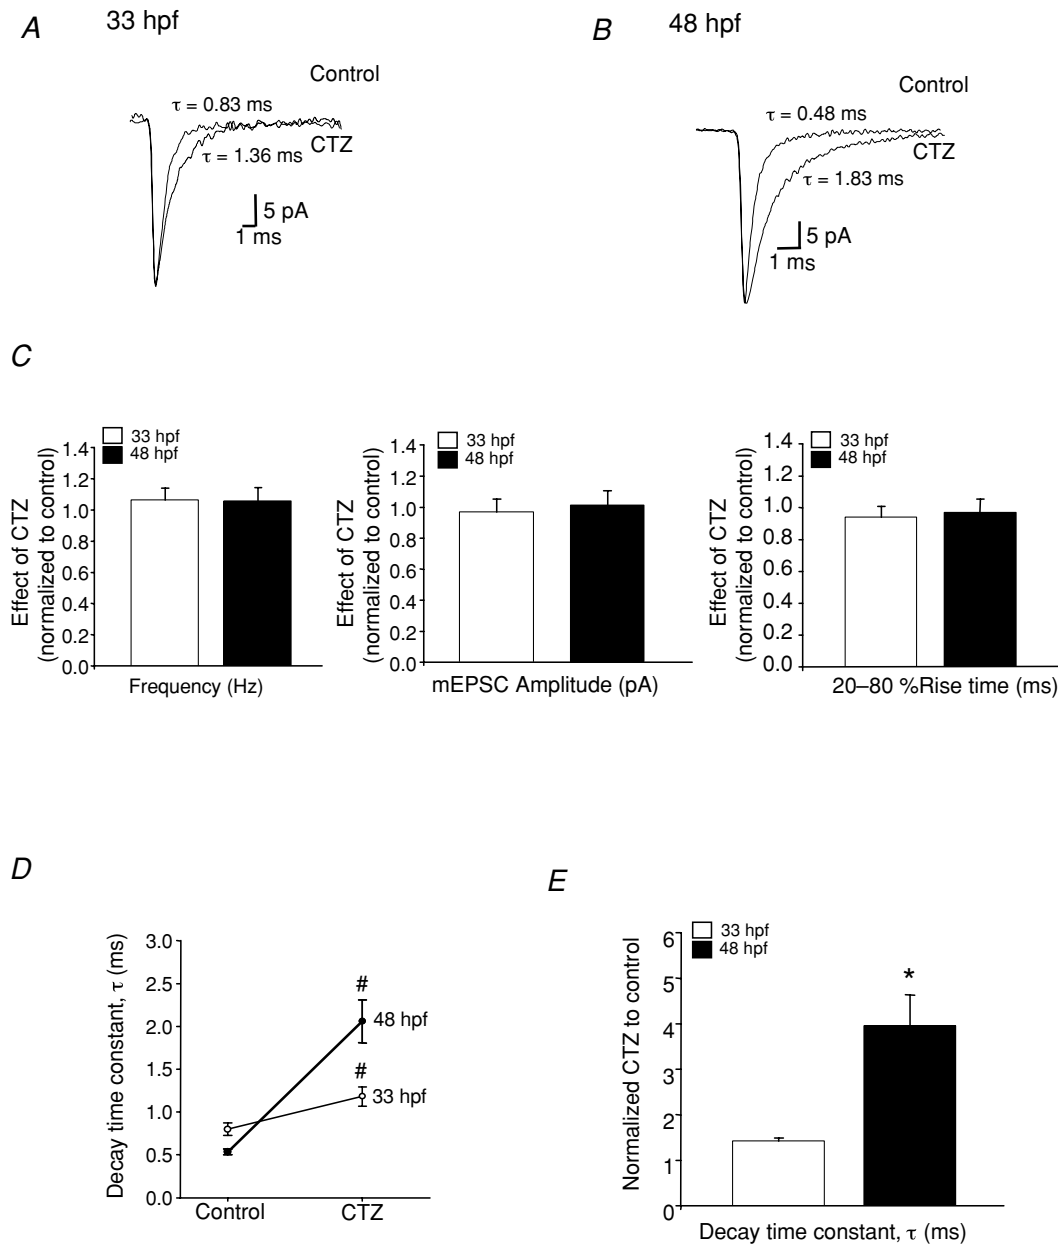 A
33 hpf
Control
τ = 0.83 ms
CTZ
τ = 1.36 ms
5 pA
1 ms
B
48 hpf
Control
τ = 0.48 ms
CTZ
τ = 1.83 ms
5 pA
1 ms
C
33 hpf
48 hpf
Effect of CTZ
(normalized to control)
1.4
1.2
1.0
0.8
0.6
0.4
0.2
0.0
Frequency (Hz)
33 hpf
48 hpf
Effect of CTZ
(normalized to control)
1.4
1.2
1.0
0.8
0.6
0.4
0.2
0.0
mEPSC Amplitude (pA)
33 hpf
48 hpf
Effect of CTZ
(normalized to control)
1.4
1.2
1.0
0.8
0.6
0.4
0.2
0.0
20–80 %Rise time (ms)
D
Decay time constant, τ (ms)
3.0
2.5
2.0
1.5
1.0
0.5
0.0
#
48 hpf
#
33 hpf
Control
CTZ
E
33 hpf
48 hpf
Normalized CTZ to control
6
5
4
3
2
1
0
*
Decay time constant, τ (ms)